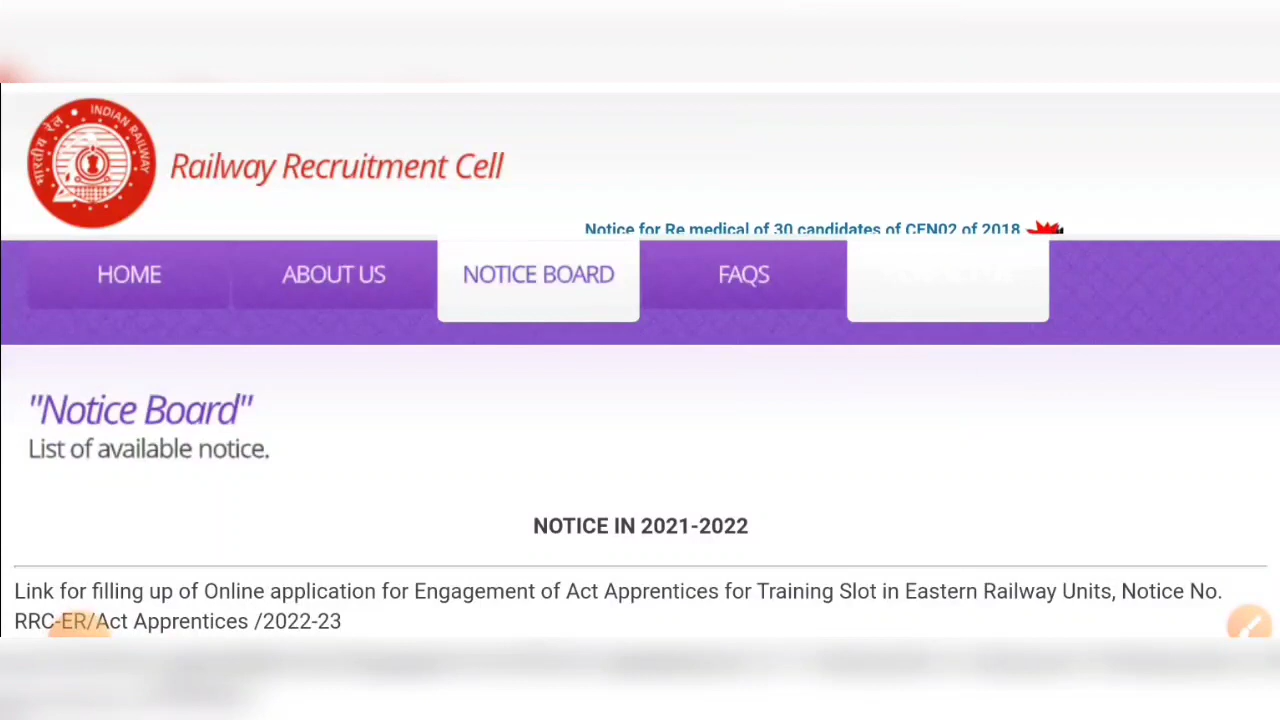 भारतीय रेल
INDIAN RAILWAY
Railway Recruitment Cell
Notice for Re medical of 30 candidates of CEN02 of 2018
HOME
ABOUT US
NOTICE BOARD
FAQS
"Notice Board"
List of available notice.
NOTICE IN 2021-2022
Link for filling up of Online application for Engagement of Act Apprentices for Training Slot in Eastern Railway Units, Notice No.
RRC-ER/Act Apprentices /2022-23